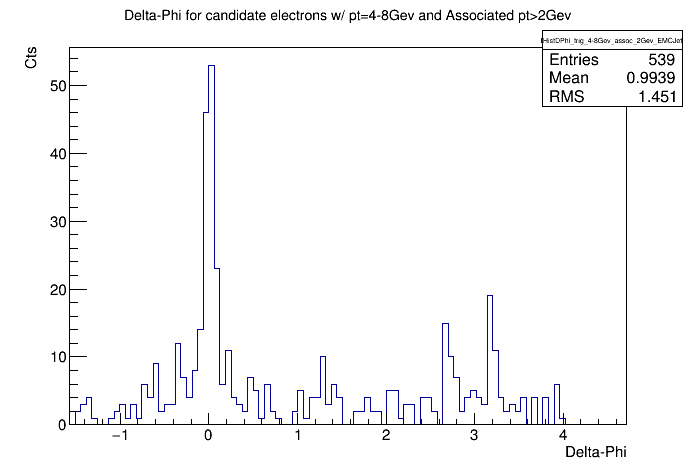 Delta-Phi for candidate electrons w/ pt=4-8Gev and Associated pt>2Gev
HistDPhi_trig_4-8Gev_assoc_2Gev_EMCJet
Entries 539
Mean 0.9939
RMS 1.451
Cts
50
40
30
20
10
0
−1 0 1 2 3 4
Delta-Phi